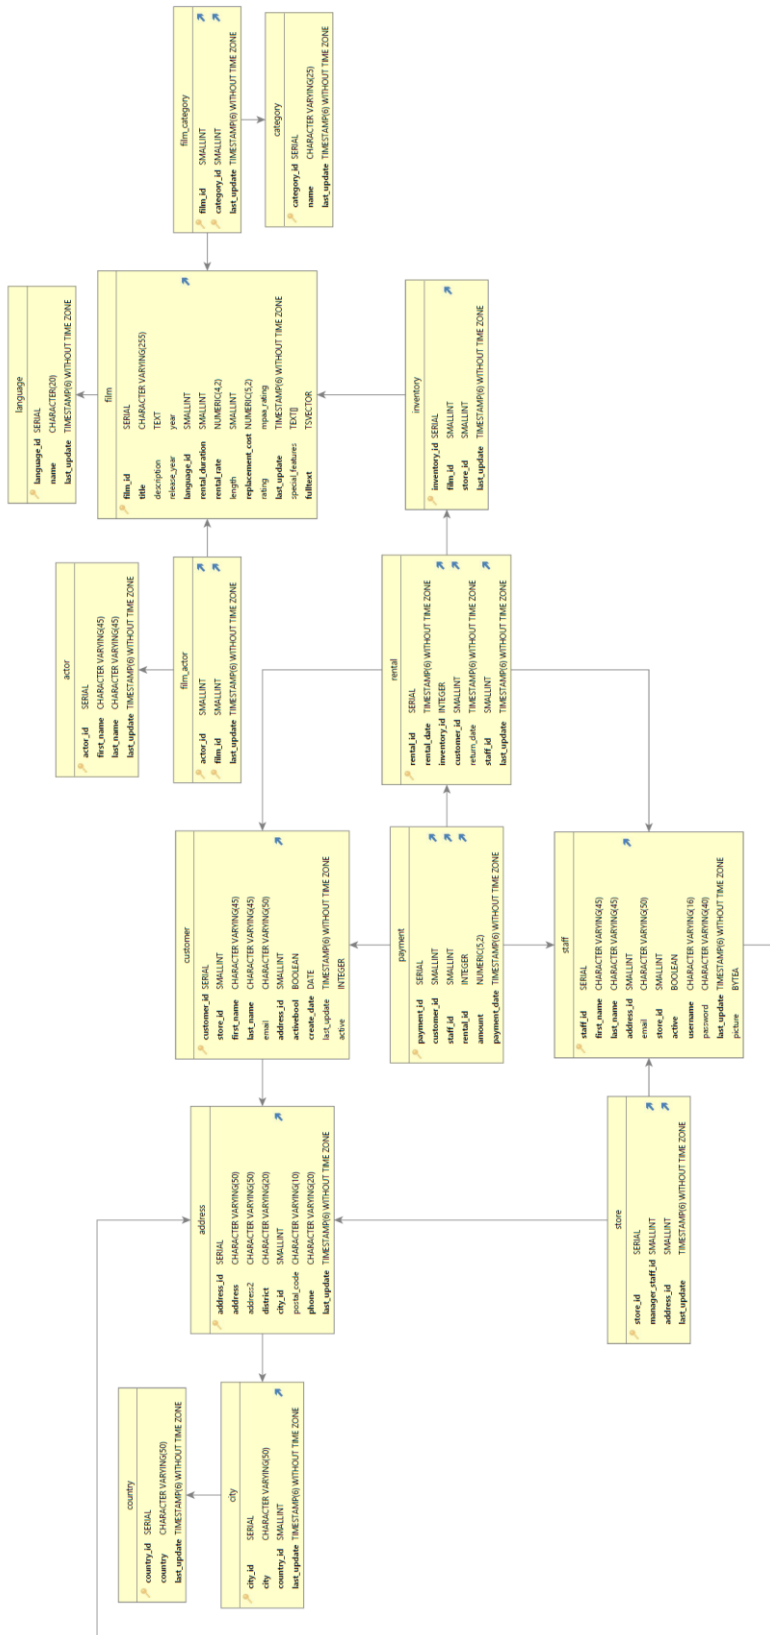 country
country_id SERIAL
country CHARACTER VARYING(50)
last_update TIMESTAMP(6) WITHOUT TIME ZONE
city
city_id SERIAL
city CHARACTER VARYING(50)
country_id SMALLINT
last_update TIMESTAMP(6) WITHOUT TIME ZONE
address
address_id SERIAL
address CHARACTER VARYING(50)
address2 CHARACTER VARYING(50)
district CHARACTER VARYING(20)
city_id SMALLINT
postal_code CHARACTER VARYING(10)
phone CHARACTER VARYING(20)
last_update TIMESTAMP(6) WITHOUT TIME ZONE
store
store_id SERIAL
manager_staff_id SMALLINT
address_id SMALLINT
last_update TIMESTAMP(6) WITHOUT TIME ZONE
customer
customer_id SERIAL
store_id SMALLINT
first_name CHARACTER VARYING(45)
last_name CHARACTER VARYING(45)
email CHARACTER VARYING(50)
address_id SMALLINT
activebool BOOLEAN
create_date DATE
last_update TIMESTAMP(6) WITHOUT TIME ZONE
active INTEGER
payment
payment_id SERIAL
customer_id SMALLINT
staff_id SMALLINT
rental_id INTEGER
amount NUMERIC(5,2)
payment_date TIMESTAMP(6) WITHOUT TIME ZONE
staff
staff_id SERIAL
first_name CHARACTER VARYING(45)
last_name CHARACTER VARYING(45)
address_id SMALLINT
email CHARACTER VARYING(50)
store_id SMALLINT
active BOOLEAN
username CHARACTER VARYING(16)
password CHARACTER VARYING(40)
last_update TIMESTAMP(6) WITHOUT TIME ZONE
picture BYTEA
actor
actor_id SERIAL
first_name CHARACTER VARYING(45)
last_name CHARACTER VARYING(45)
last_update TIMESTAMP(6) WITHOUT TIME ZONE
film_actor
actor_id SMALLINT
film_id SMALLINT
last_update TIMESTAMP(6) WITHOUT TIME ZONE
rental
rental_id SERIAL
rental_date TIMESTAMP(6) WITHOUT TIME ZONE
inventory_id INTEGER
customer_id SMALLINT
return_date TIMESTAMP(6) WITHOUT TIME ZONE
staff_id SMALLINT
last_update TIMESTAMP(6) WITHOUT TIME ZONE
language
language_id SERIAL
name CHARACTER(20)
last_update TIMESTAMP(6) WITHOUT TIME ZONE
film
film_id SERIAL
title CHARACTER VARYING(255)
description TEXT
release_year year
language_id SMALLINT
rental_duration SMALLINT
rental_rate NUMERIC(4,2)
length SMALLINT
replacement_cost NUMERIC(5,2)
rating mpaa_rating
last_update TIMESTAMP(6) WITHOUT TIME ZONE
special_features TEXT[]
fulltext TSVECTOR
inventory
inventory_id SERIAL
film_id SMALLINT
store_id SMALLINT
last_update TIMESTAMP(6) WITHOUT TIME ZONE
film_category
film_id SMALLINT
category_id SMALLINT
last_update TIMESTAMP(6) WITHOUT TIME ZONE
category
category_id SERIAL
name CHARACTER VARYING(25)
last_update TIMESTAMP(6) WITHOUT TIME ZONE